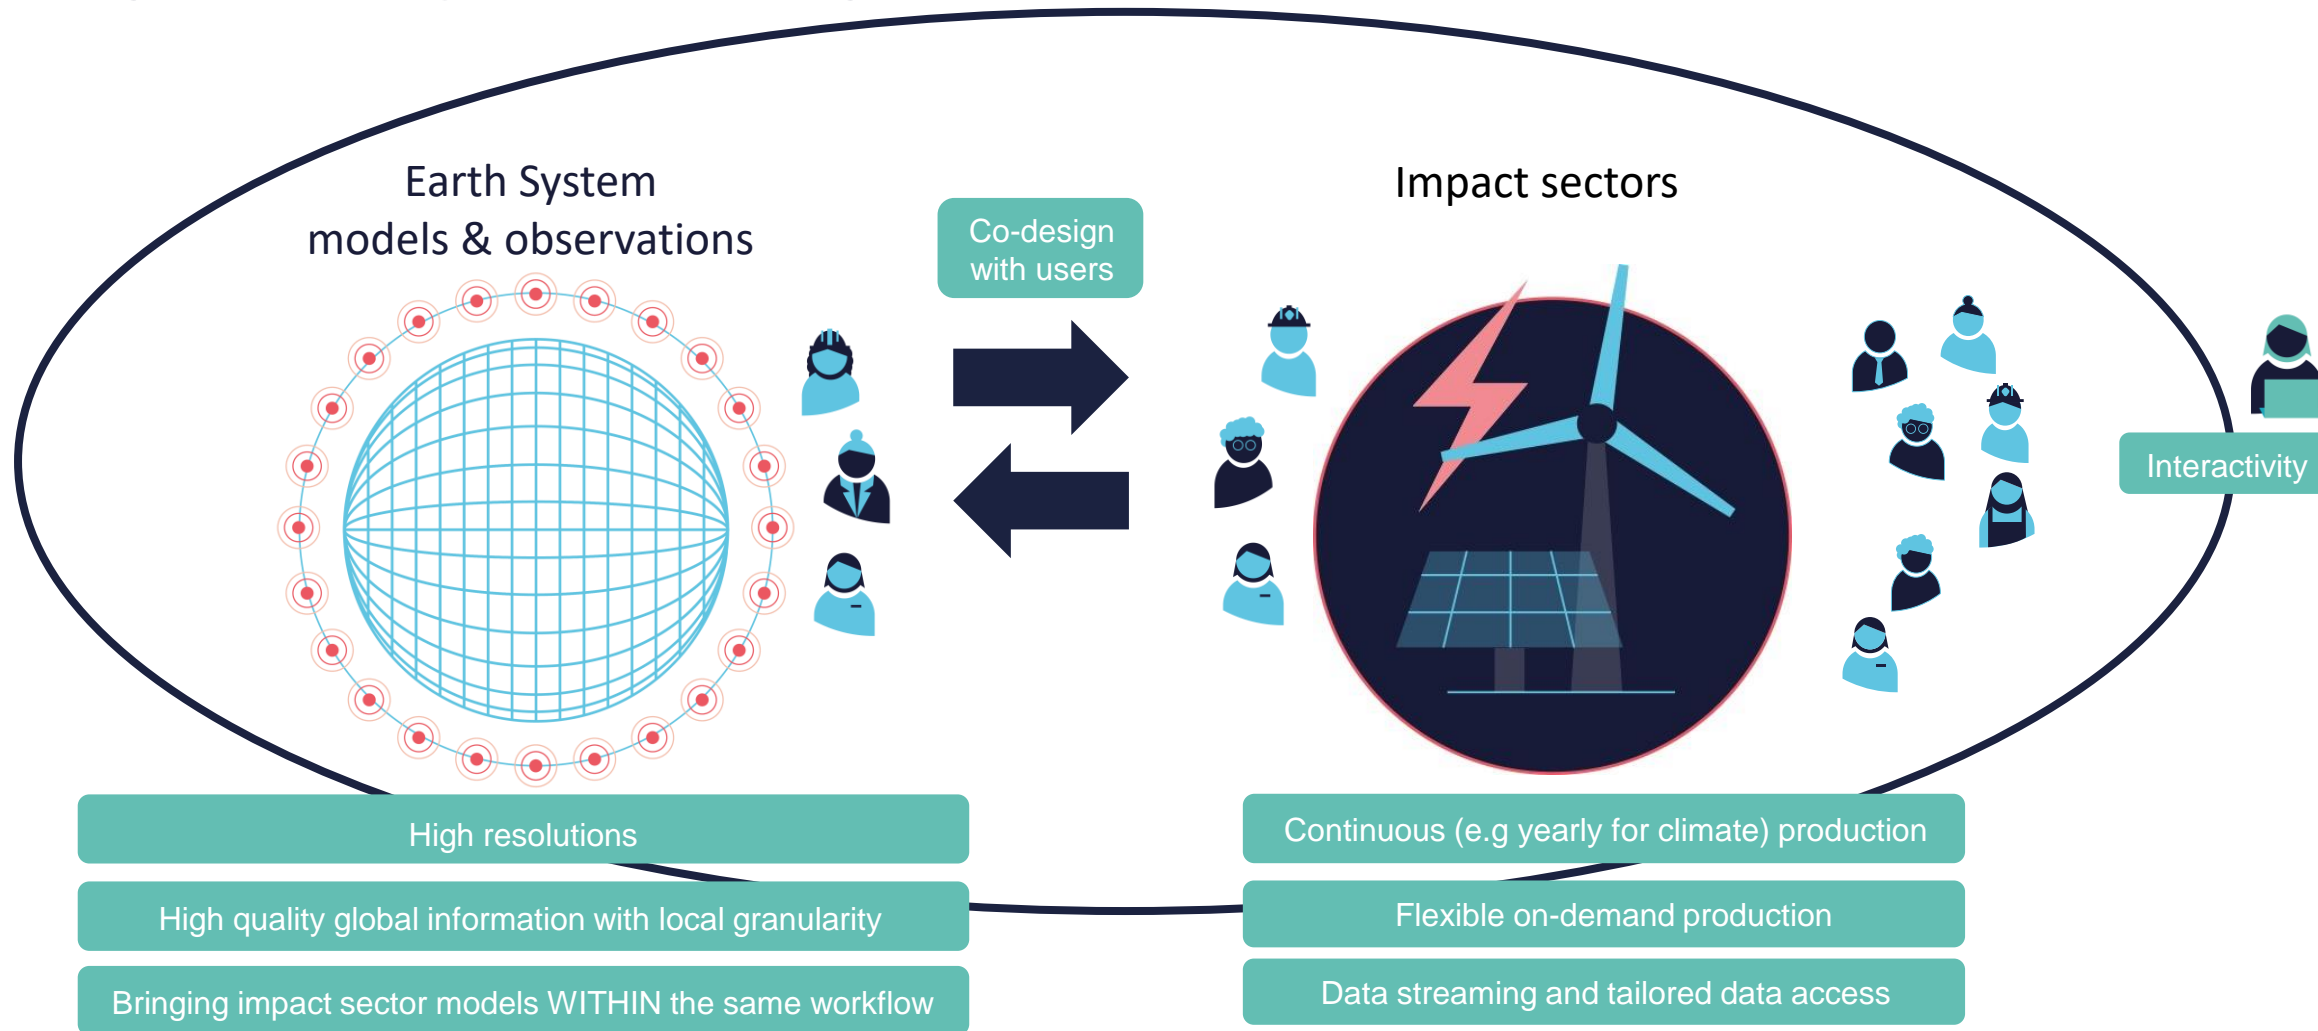 Earth System
models & observations
Co-design
with users
Impact sectors
Interactivity
High resolutions
High quality global information with local granularity
Bringing impact sector models WITHIN the same workflow
Continuous (e.g yearly for climate) production
Flexible on-demand production
Data streaming and tailored data access